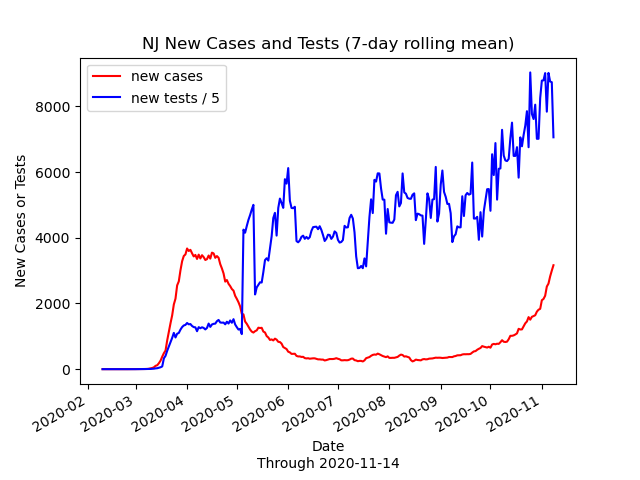 NJ New Cases and Tests (7-day rolling mean)
new cases
new tests / 5
8000
6000
4000
2000
0
New Cases or Tests
2020-02
2020-03
2020-04
2020-05
2020-06
2020-07
2020-08
2020-09
2020-10
2020-11
Date
Through 2020-11-14